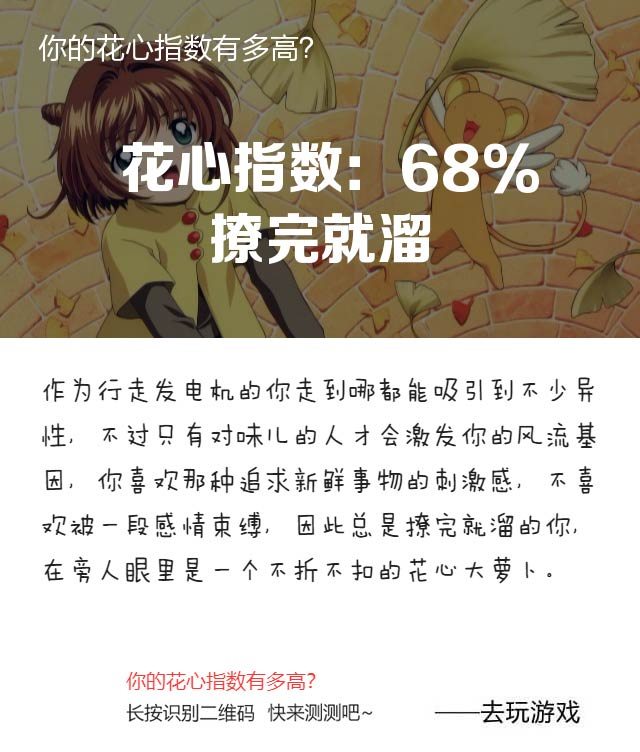 你的花心指数有多高?
花心指数: 68%
撩完就溜
作为行走发电机的你走到哪都能吸引到不少异
性, 不过只有对味儿的人才会激发你的风流基
因, 你喜欢那种追求新鲜事物的刺激感, 不喜
欢被一段感情束缚, 因此总是撩完就溜的你,
在旁人眼里是一个不折不扣的花心大萝卜。
你的花心指数有多高?
长按识别二维码 快来测测吧~ ——去玩游戏